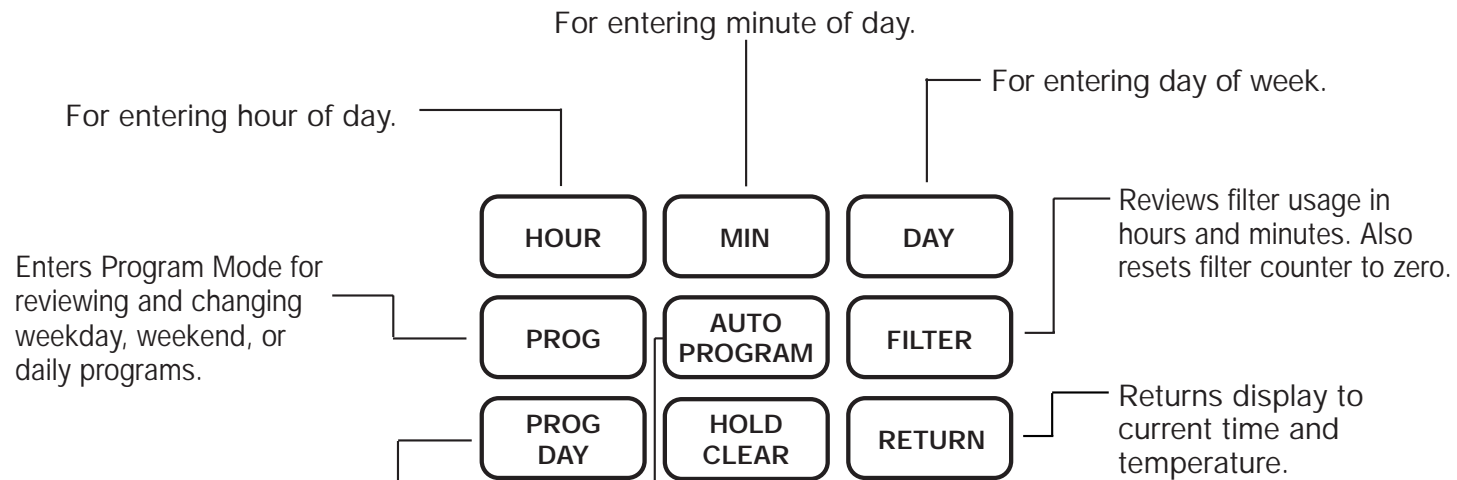 For entering minute of day.
For entering day of week.
For entering hour of day.
Reviews filter usage in
hours and minutes. Also
resets filter counter to zero.
HOUR
MIN
DAY
Enters Program Mode for
reviewing and changing
weekday, weekend, or
daily programs.
PROG
AUTO
PROGRAM
FILTER
Returns display to
current time and
temperature.
PROG
DAY
HOLD
CLEAR
RETURN